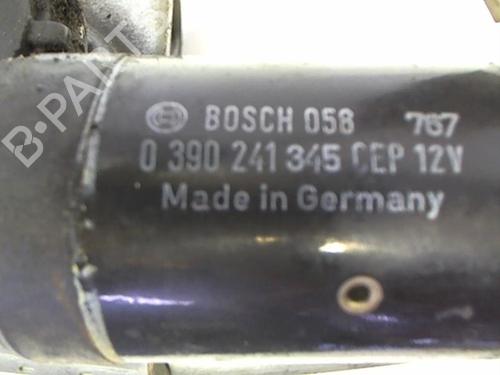 B-PART
BOSCH 058 767
0 390 241 345 CEP 12V
Made in Germany